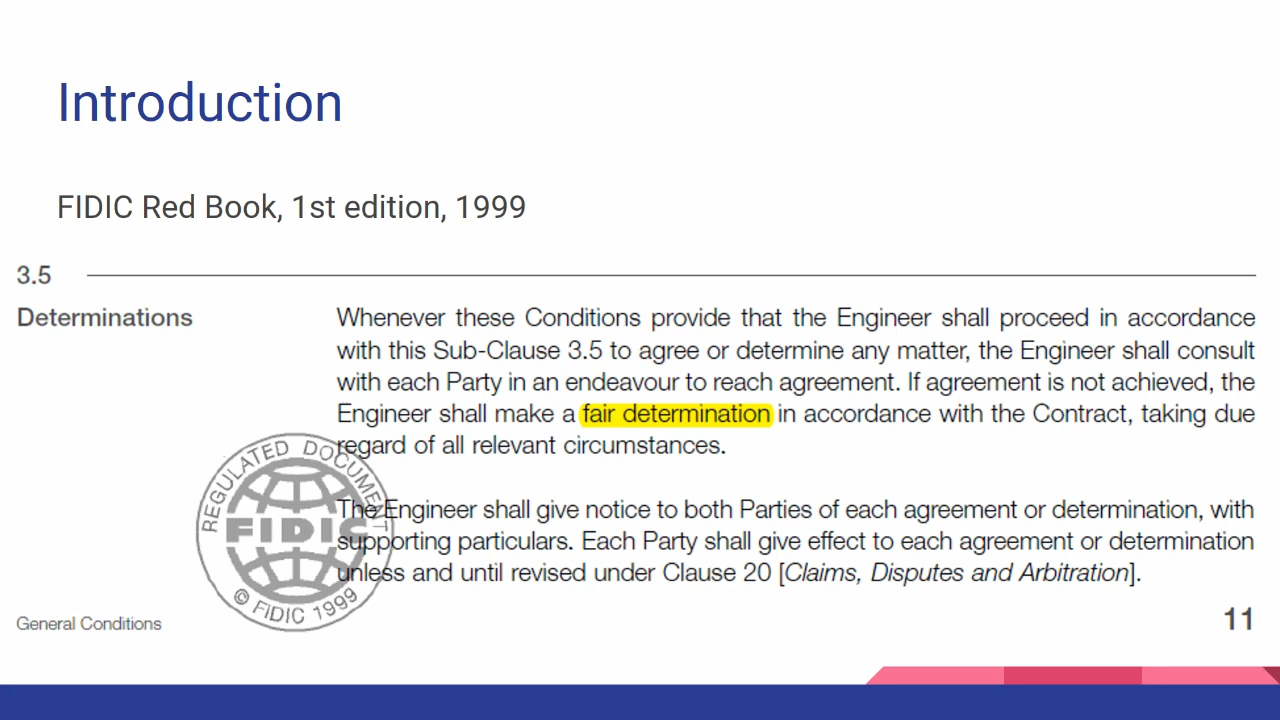 Introduction
FIDIC Red Book, 1st edition, 1999
3.5
Determinations
Whenever these Conditions provide that the Engineer shall proceed in accordance
with this Sub-Clause 3.5 to agree or determine any matter, the Engineer shall consult
with each Party in an endeavour to reach agreement. If agreement is not achieved, the
Engineer shall make a fair determination in accordance with the Contract, taking due
regard of all relevant circumstances.
The Engineer shall give notice to both Parties of each agreement or determination, with
supporting particulars. Each Party shall give effect to each agreement or determination
unless and until revised under Clause 20 [Claims, Disputes and Arbitration].
REGULATED DOCUMENT
FIDIC
© FIDIC 1999
General Conditions
11